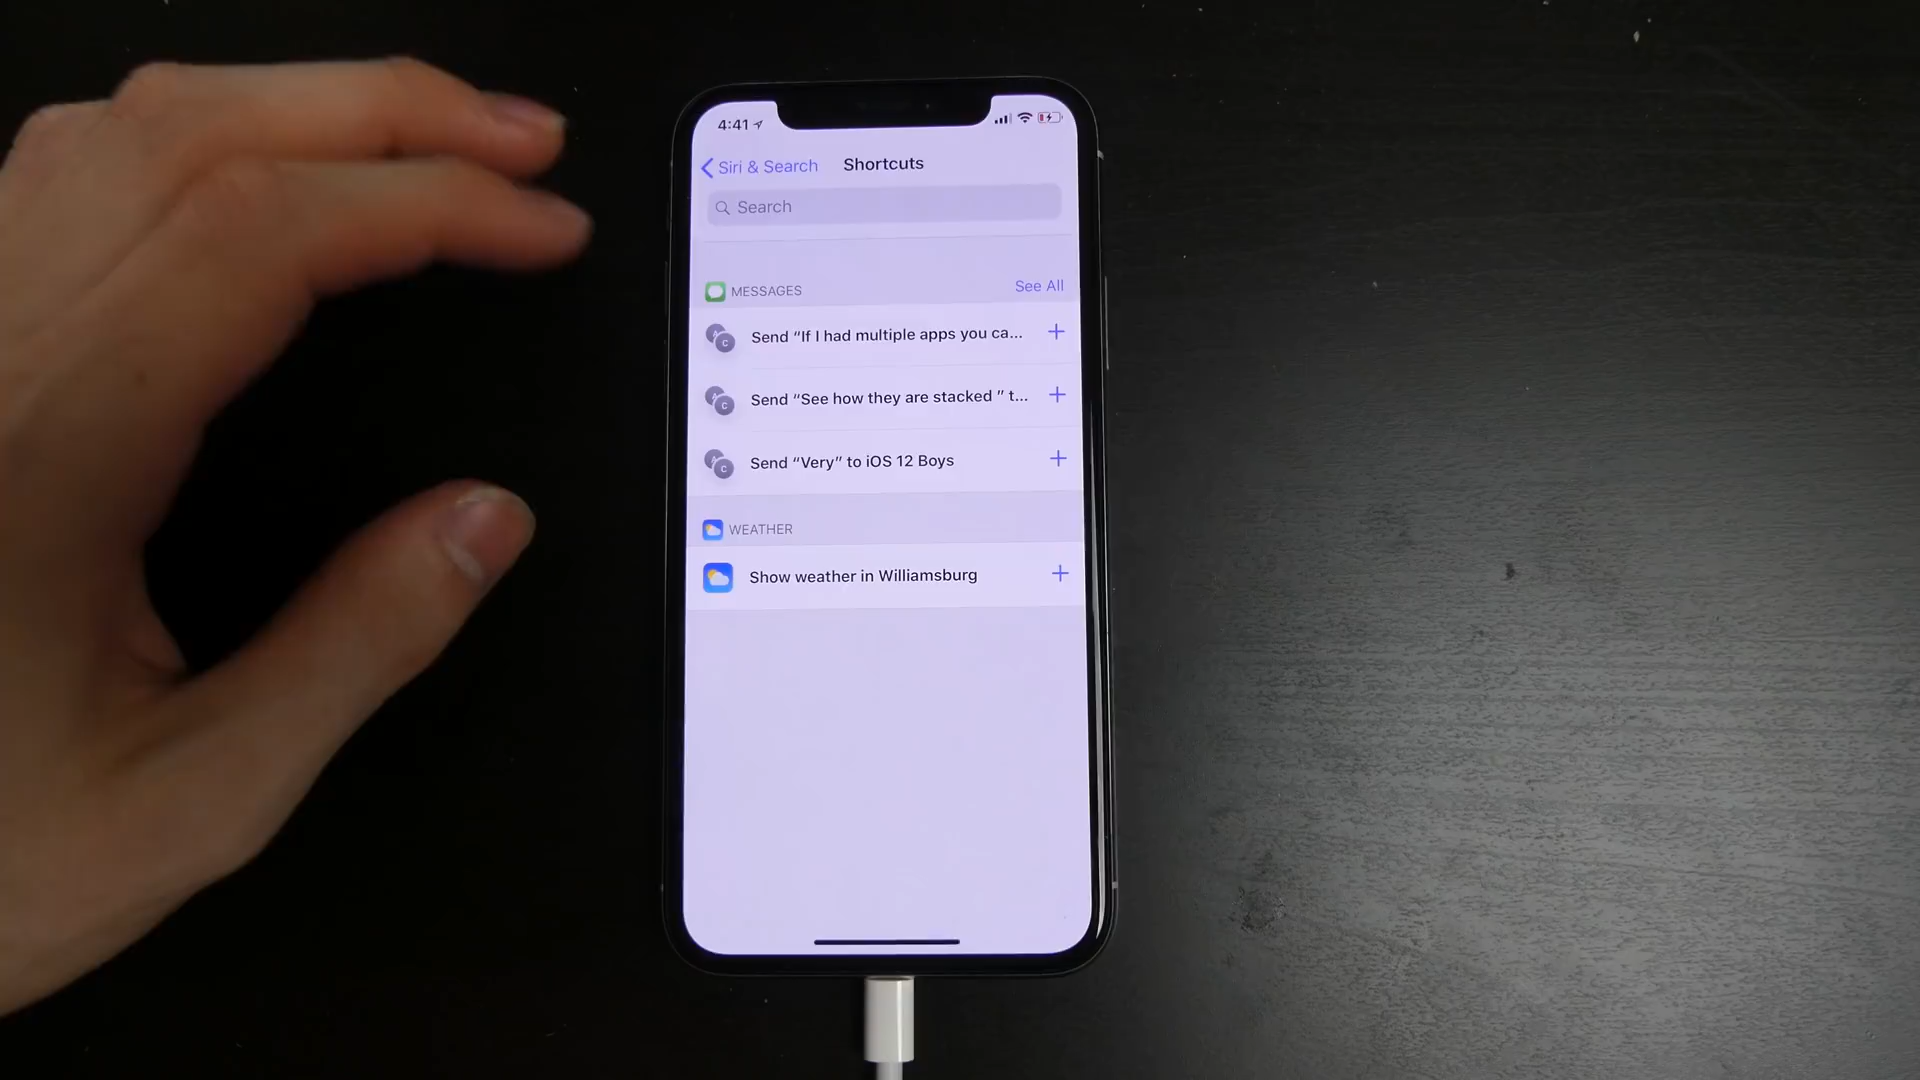 4:41
Siri & Search
Shortcuts
Search
MESSAGES
See All
Send “If I had multiple apps you ca...
Send “See how they are stacked ” t...
Send “Very” to iOS 12 Boys
WEATHER
Show weather in Williamsburg